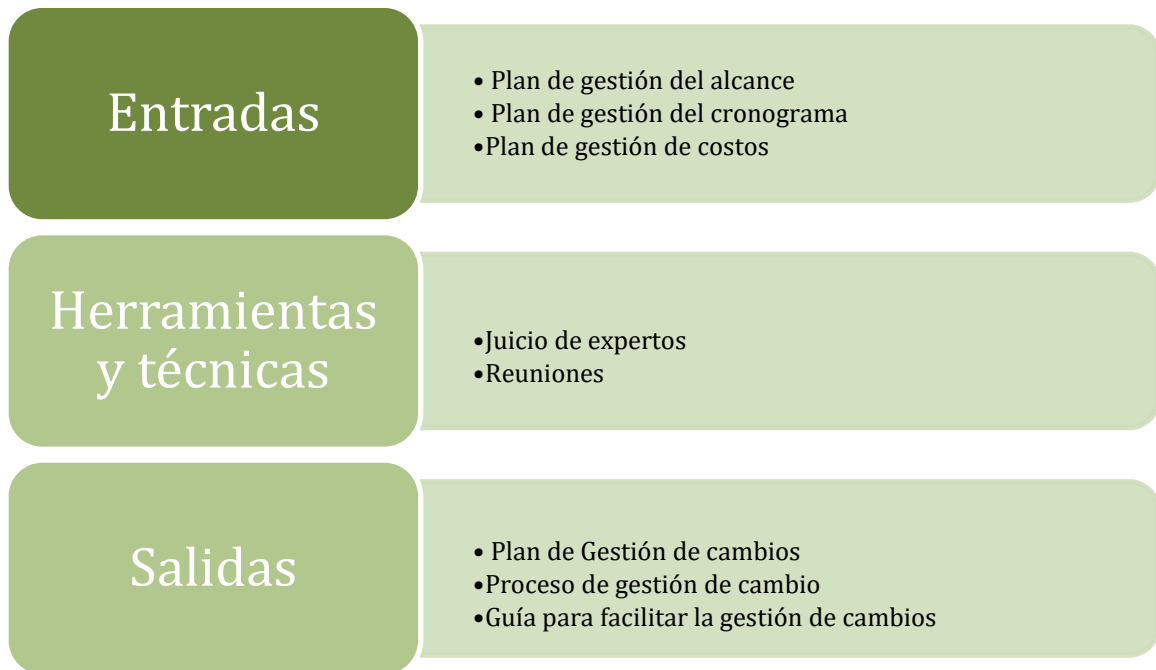 Entradas
• Plan de gestión del alcance
• Plan de gestión del cronograma
•Plan de gestión de costos
Herramientas
y técnicas
•Juicio de expertos
•Reuniones
Salidas
• Plan de Gestión de cambios
•Proceso de gestión de cambio
•Guía para facilitar la gestión de cambios